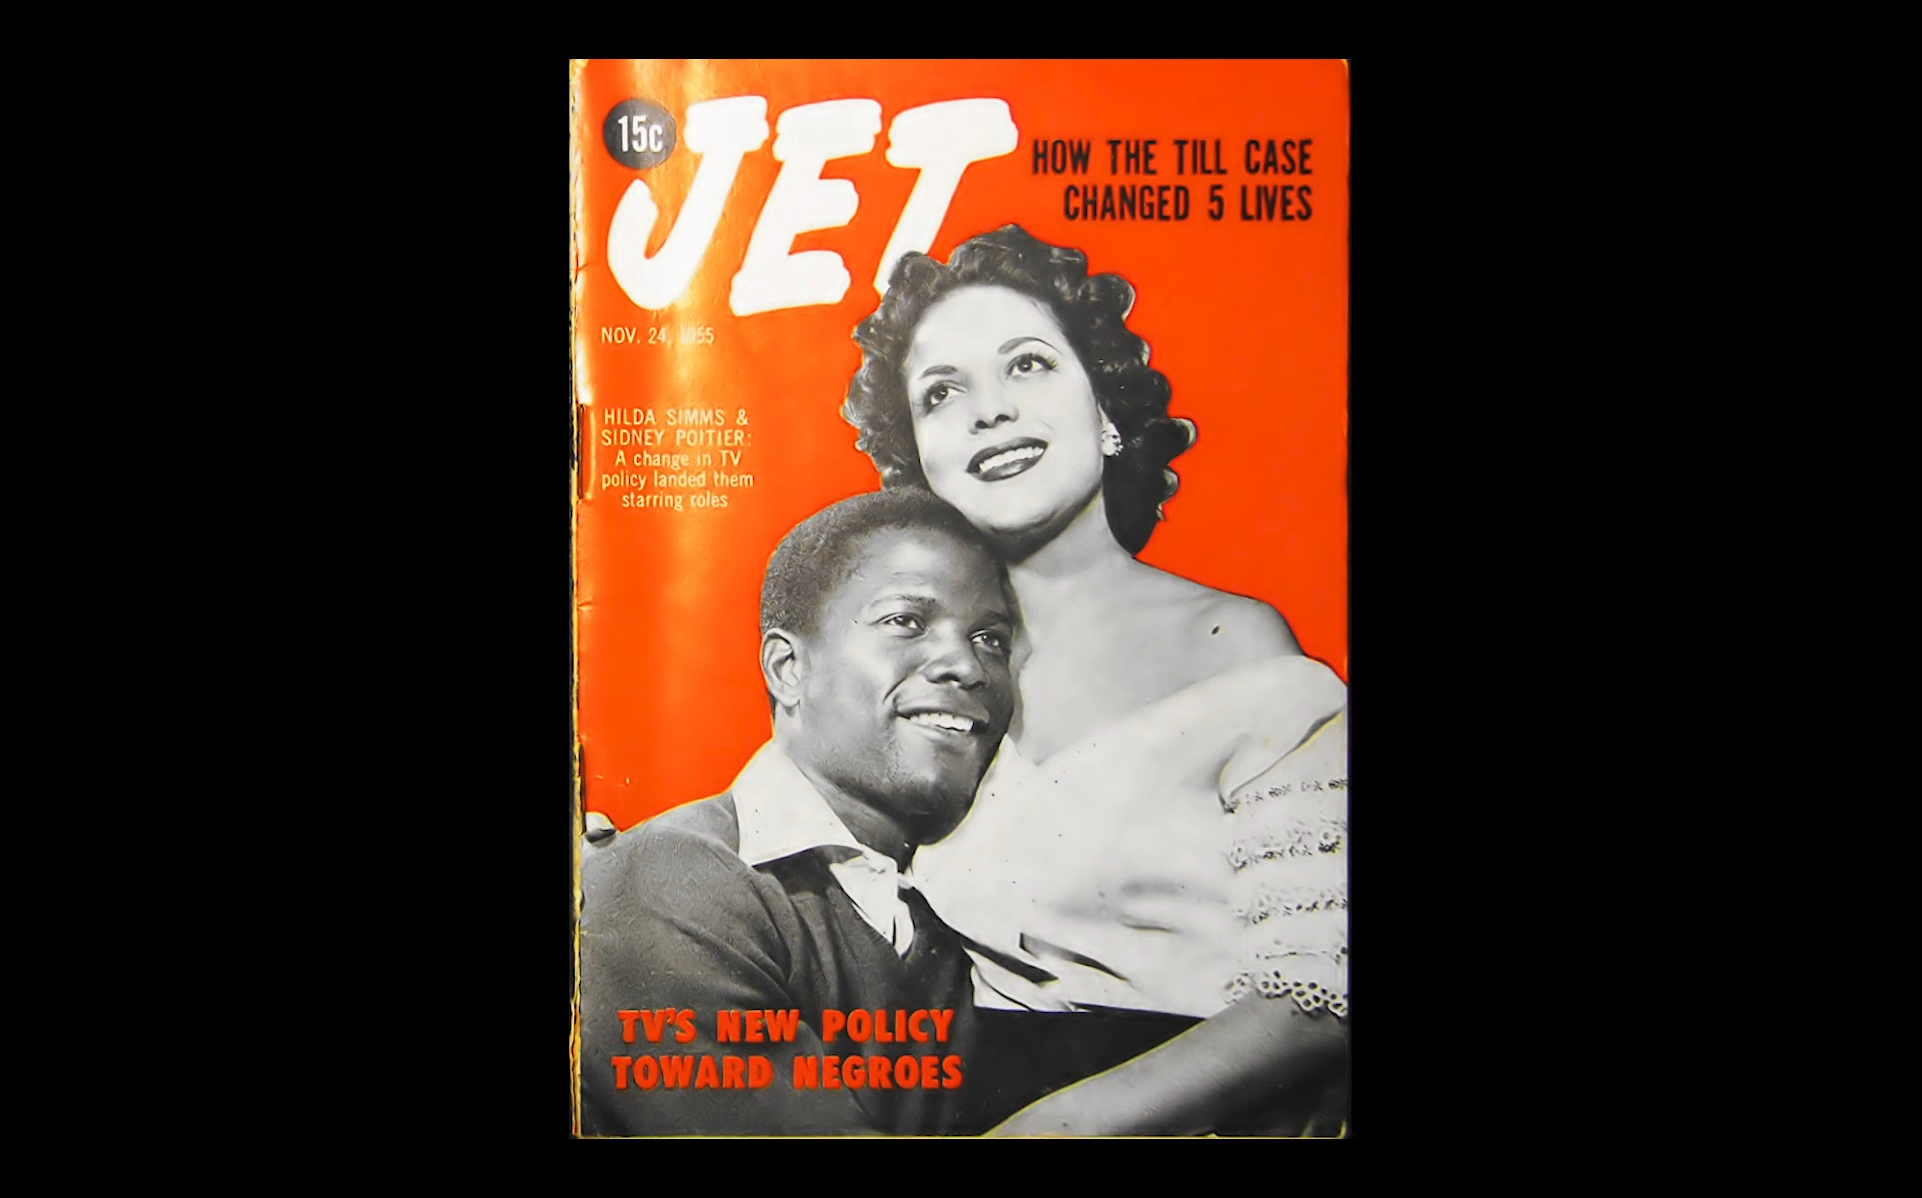 15c
JET
HOW THE TILL CASE
CHANGED 5 LIVES
NOV. 24, 1955
HILDA SIMMS &
SIDNEY POITIER:
A change in TV
policy landed them
starring roles
TV'S NEW POLICY
TOWARD NEGROES